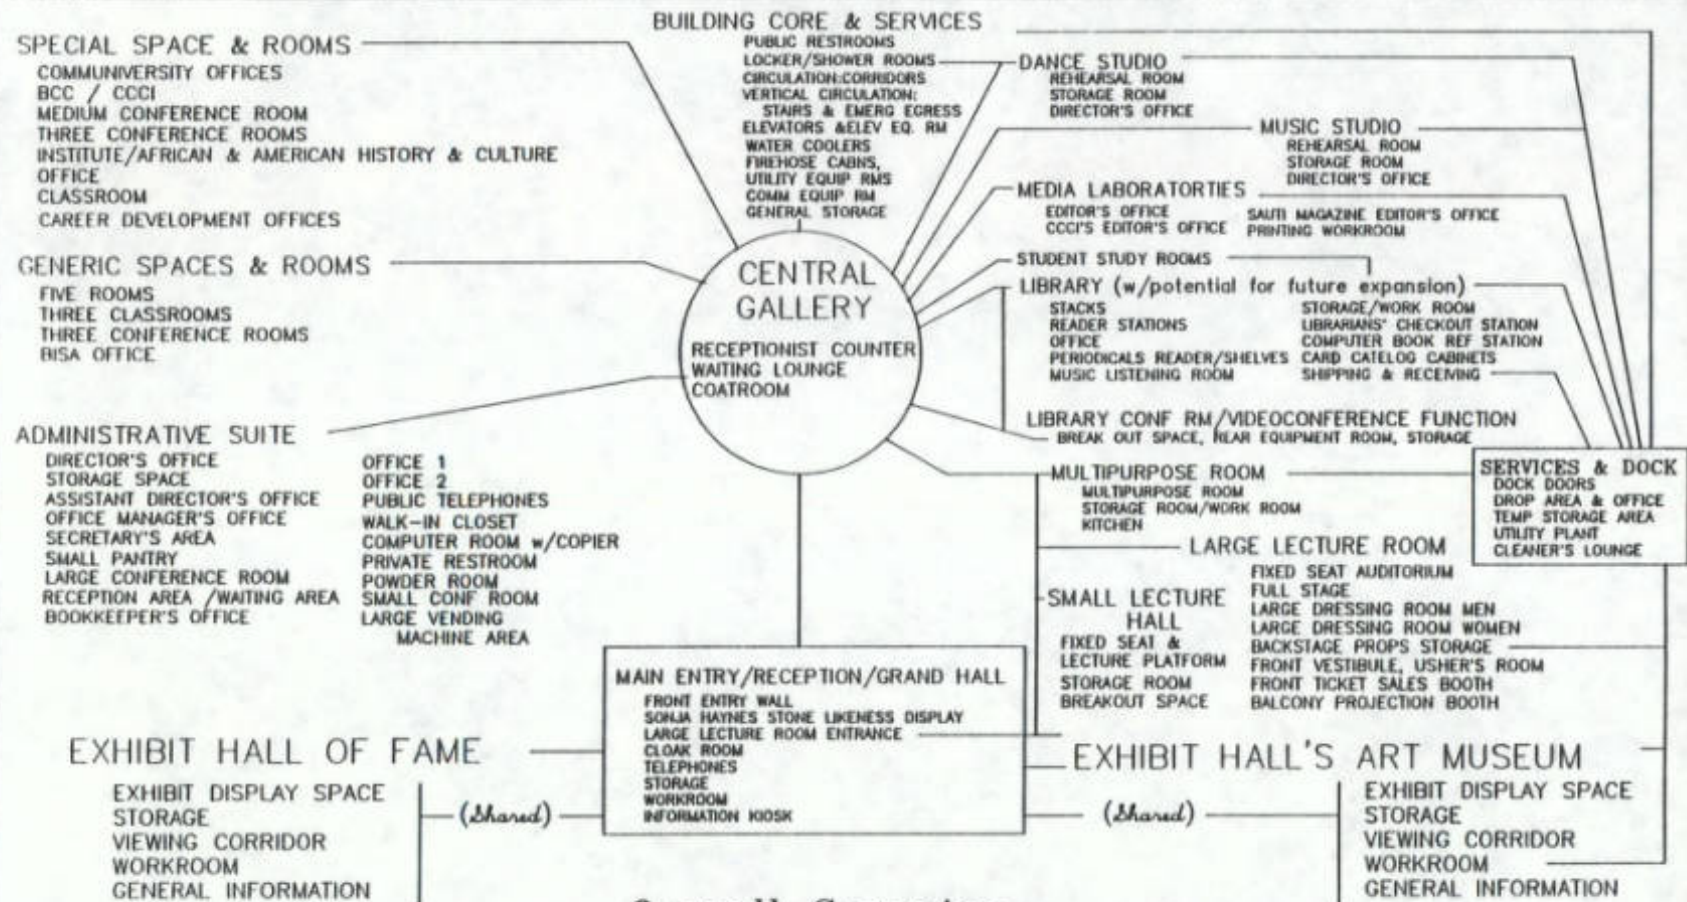 BUILDING CORE & SERVICES
PUBLIC RESTROOMS
LOCKER/SHOWER ROOMS
CIRCULATION:CORRIDORS
VERTICAL CIRCULATION:
STAIRS & EMERG EGRESS
ELEVATORS &ELEV EQ. RM
WATER COOLERS
FIREHOSE CABNS,
UTILITY EQUIP RMS
COMM EQUIP RM
GENERAL STORAGE
SPECIAL SPACE & ROOMS
COMMUNIVERSITY OFFICES
BCC / CCCI
MEDIUM CONFERENCE ROOM
THREE CONFERENCE ROOMS
INSTITUTE/AFRICAN & AMERICAN HISTORY & CULTURE
OFFICE
CLASSROOM
CAREER DEVELOPMENT OFFICES
GENERIC SPACES & ROOMS
FIVE ROOMS
THREE CLASSROOMS
THREE CONFERENCE ROOMS
BISA OFFICE
ADMINISTRATIVE SUITE
DIRECTOR'S OFFICE
STORAGE SPACE
ASSISTANT DIRECTOR'S OFFICE
OFFICE MANAGER'S OFFICE
SECRETARY'S AREA
SMALL PANTRY
LARGE CONFERENCE ROOM
RECEPTION AREA /WAITING AREA
BOOKKEEPER'S OFFICE
OFFICE 1
OFFICE 2
PUBLIC TELEPHONES
WALK-IN CLOSET
COMPUTER ROOM w/COPIER
PRIVATE RESTROOM
POWDER ROOM
SMALL CONF ROOM
LARGE VENDING
MACHINE AREA
CENTRAL
GALLERY
RECEPTIONIST COUNTER
WAITING LOUNGE
COATROOM
DANCE STUDIO
REHEARSAL ROOM
STORAGE ROOM
DIRECTOR'S OFFICE
MUSIC STUDIO
REHEARSAL ROOM
STORAGE ROOM
DIRECTOR'S OFFICE
MEDIA LABORATORTIES
EDITOR'S OFFICE
CCCI'S EDITOR'S OFFICE
SAUTI MAGAZINE EDITOR'S OFFICE
PRINTING WORKROOM
STUDENT STUDY ROOMS
LIBRARY (w/potential for future expansion)
STACKS
READER STATIONS
OFFICE
PERIODICALS READER/SHELVES
MUSIC LISTENING ROOM
STORAGE/WORK ROOM
LIBRARIANS' CHECKOUT STATION
COMPUTER BOOK REF STATION
CARD CATELOG CABINETS
SHIPPING & RECEIVING
LIBRARY CONF RM/VIDEOCONFERENCE FUNCTION
BREAK OUT SPACE, REAR EQUIPMENT ROOM, STORAGE
MULTIPURPOSE ROOM
MULTIPURPOSE ROOM
STORAGE ROOM/WORK ROOM
KITCHEN
SERVICES & DOCK
DOCK DOORS
DROP AREA & OFFICE
TEMP STORAGE AREA
UTILITY PLANT
CLEANER'S LOUNGE
LARGE LECTURE ROOM
FIXED SEAT AUDITORIUM
FULL STAGE
LARGE DRESSING ROOM MEN
LARGE DRESSING ROOM WOMEN
BACKSTAGE PROPS STORAGE
FRONT VESTIBULE, USHER'S ROOM
FRONT TICKET SALES BOOTH
BALCONY PROJECTION BOOTH
SMALL LECTURE
HALL
FIXED SEAT &
LECTURE PLATFORM
STORAGE ROOM
BREAKOUT SPACE
MAIN ENTRY/RECEPTION/GRAND HALL
FRONT ENTRY WALL
SONJA HAYNES STONE LIKENESS DISPLAY
LARGE LECTURE ROOM ENTRANCE
CLOAK ROOM
TELEPHONES
STORAGE
WORKROOM
INFORMATION KIOSK
EXHIBIT HALL OF FAME
EXHIBIT DISPLAY SPACE
STORAGE
VIEWING CORRIDOR
WORKROOM
GENERAL INFORMATION
(Shared)
(Shared)
EXHIBIT HALL'S ART MUSEUM
EXHIBIT DISPLAY SPACE
STORAGE
VIEWING CORRIDOR
WORKROOM
GENERAL INFORMATION